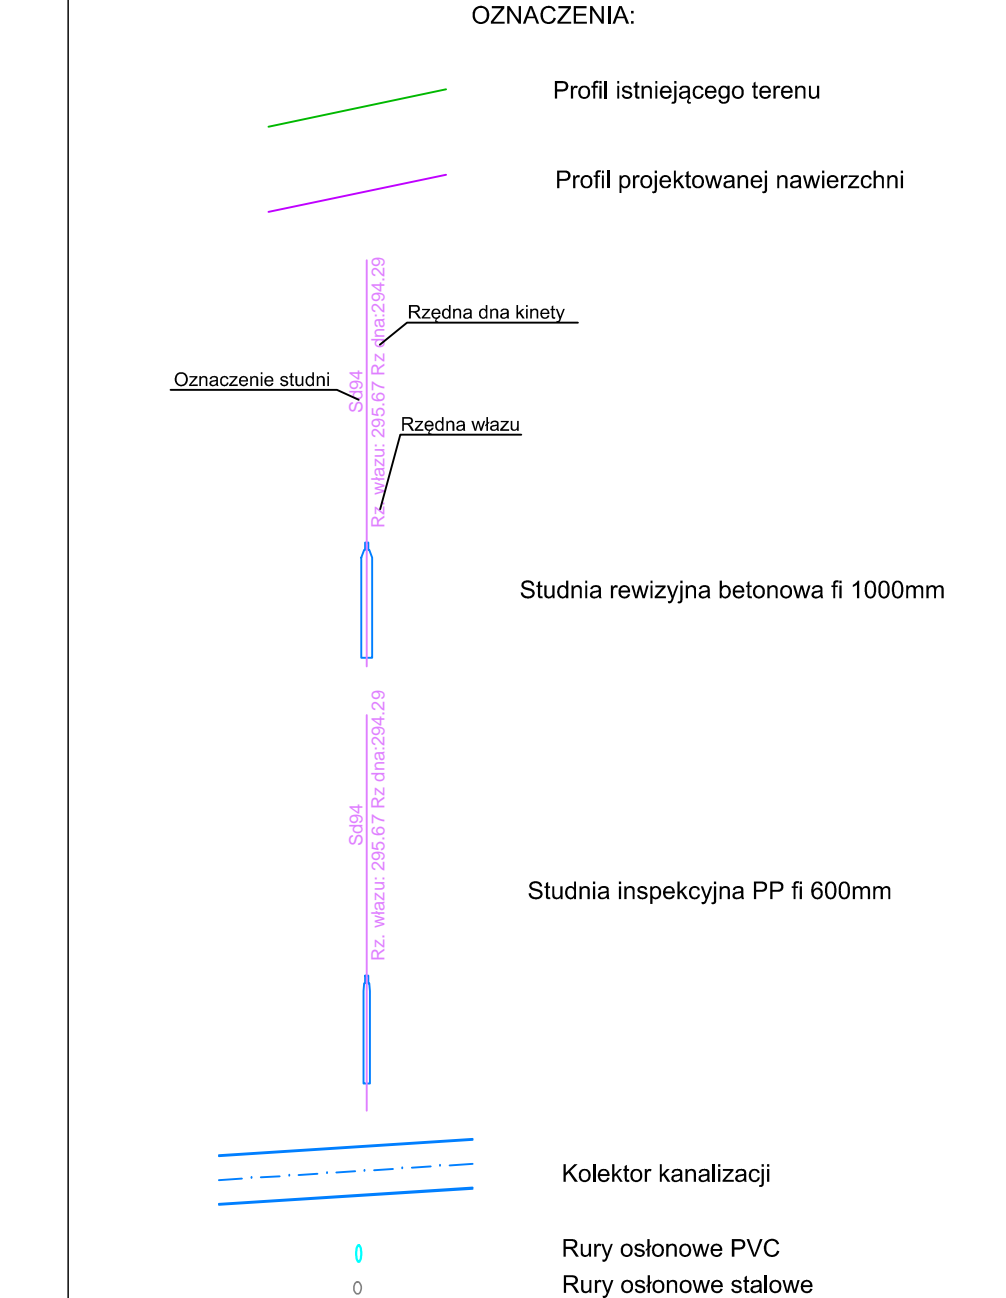 OZNACZENIA:
Profil istniejącego terenu
Profil projektowanej nawierzchni
Rzędna dna kinety
Oznaczenie studni
Sd94
Rz. włazu: 295.67 Rz dna:294.29
Rzędna włazu
Studnia rewizyjna betonowa fi 1000mm
Sd94
Rz. włazu: 295.67 Rz dna:294.29
Studnia inspekcyjna PP fi 600mm
Kolektor kanalizacji
Rury osłonowe PVC
Rury osłonowe stalowe